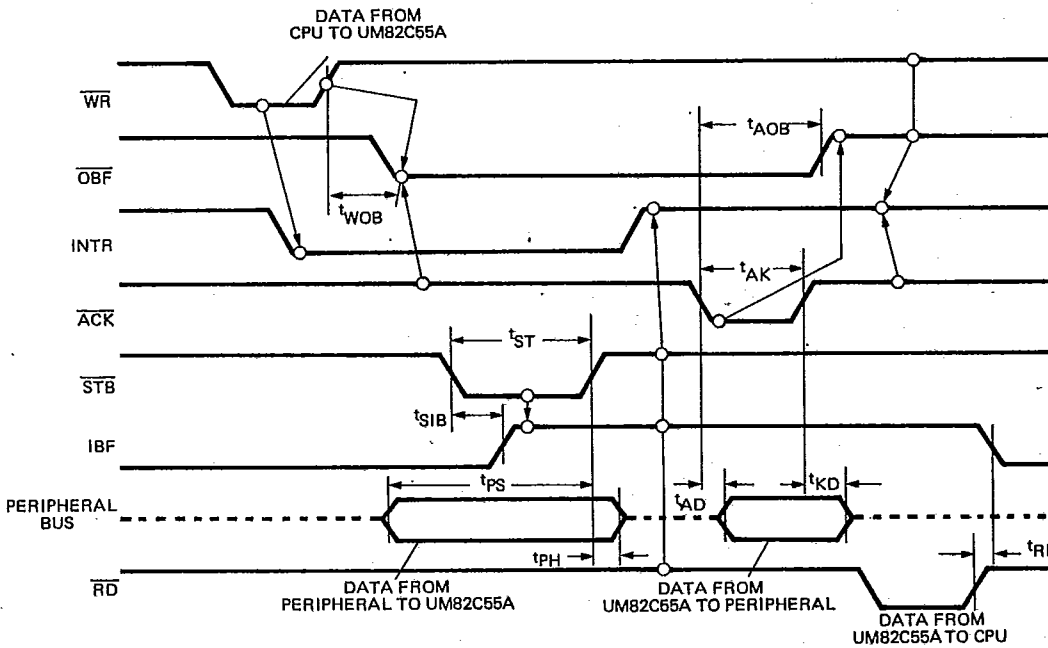 DATA FROM
CPU TO UM82C55A
WR
tAOB
OBF
tWOB
INTR
tAK
ACK
tST
STB
tSIB
IBF
tPS
tKD
PERIPHERAL
BUS
tAD
tPH
tRI
RD
DATA FROM
PERIPHERAL TO UM82C55A
DATA FROM
UM82C55A TO PERIPHERAL
DATA FROM
UM82C55A TO CPU